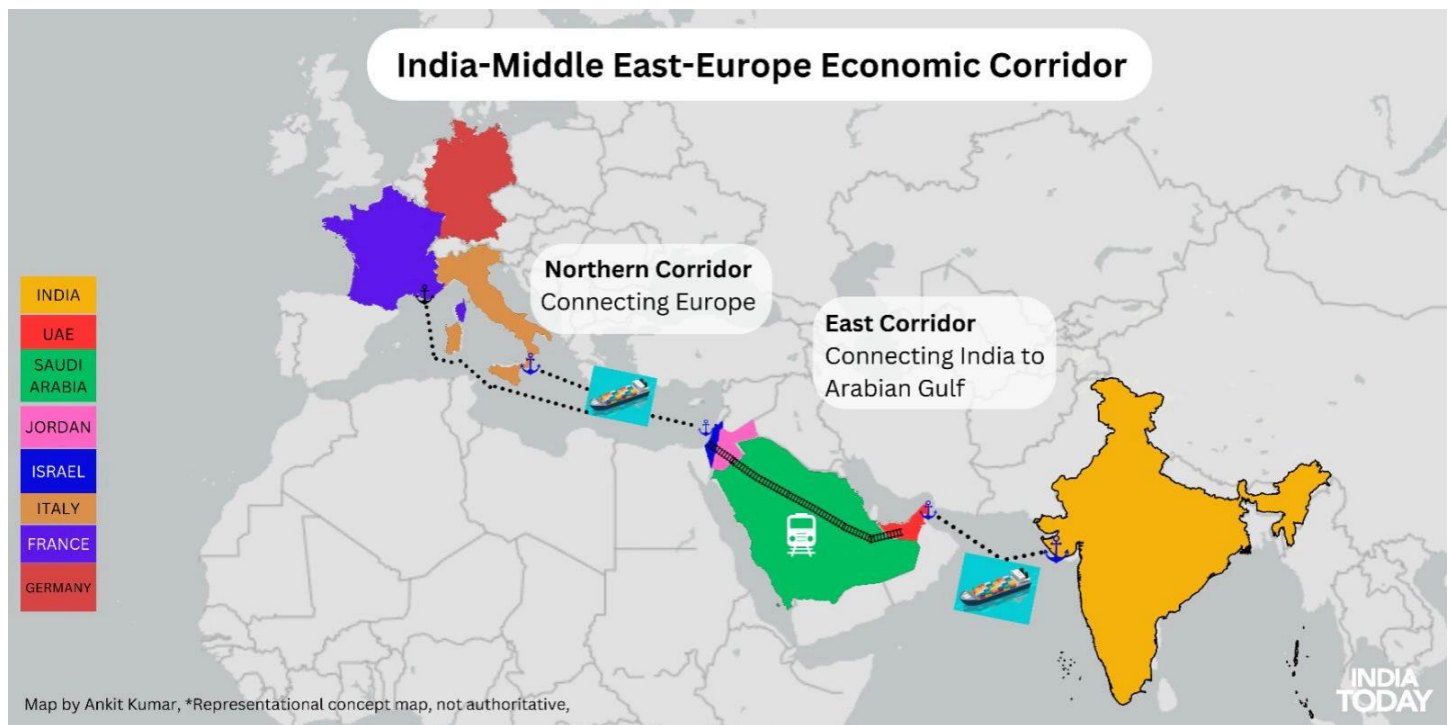 India-Middle East-Europe Economic Corridor
Northern Corridor
Connecting Europe
East Corridor
Connecting India to
Arabian Gulf
INDIA
UAE
SAUDI
ARABIA
JORDAN
ISRAEL
ITALY
FRANCE
GERMANY
Map by Ankit Kumar, *Representational concept map, not authoritative,
INDIA
TODAY